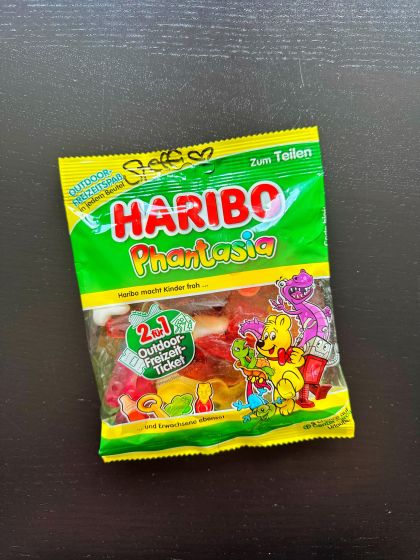 Steffi
Zum Teilen
OUTDOOR-
FREIZEITSPAß
in jedem Beutel
HARIBO
Phantasia
Haribo macht Kinder froh ...
2 für 1
Outdoor-
Freizeit-
Ticket
... und Erwachsene ebenso!